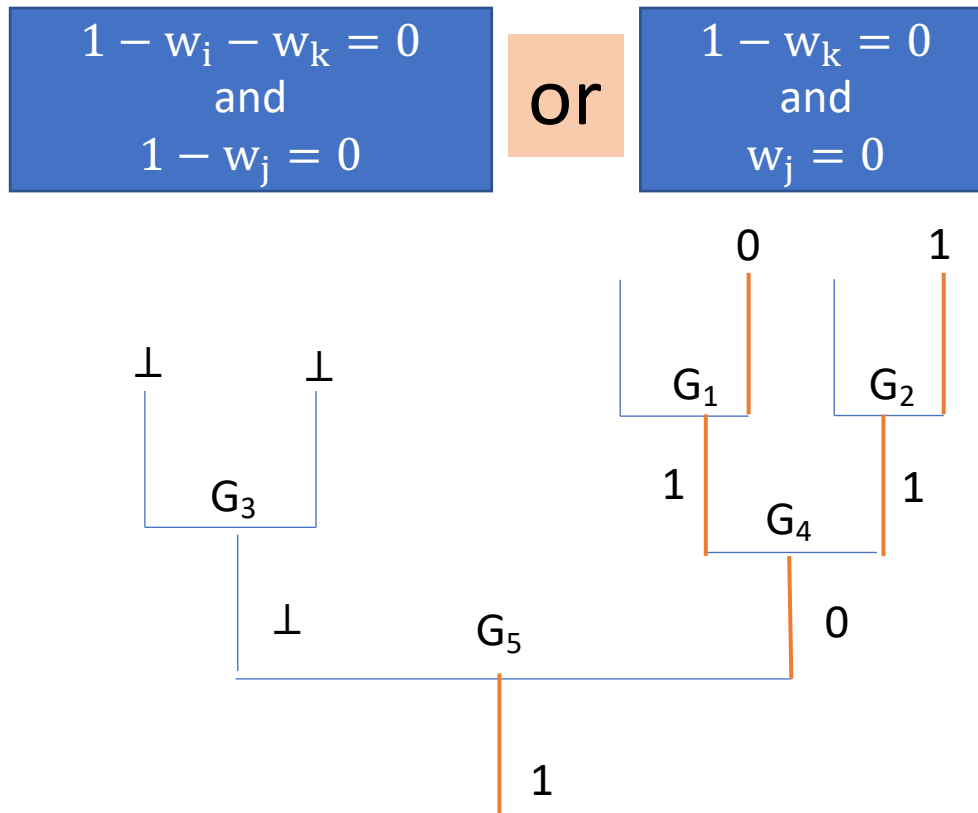 1 − wᵢ − wₖ = 0
and
1 − wⱼ = 0
or
1 − wₖ = 0
and
wⱼ = 0
0
1
⊥
⊥
G₁
G₂
1
1
G₃
G₄
⊥
G₅
0
1